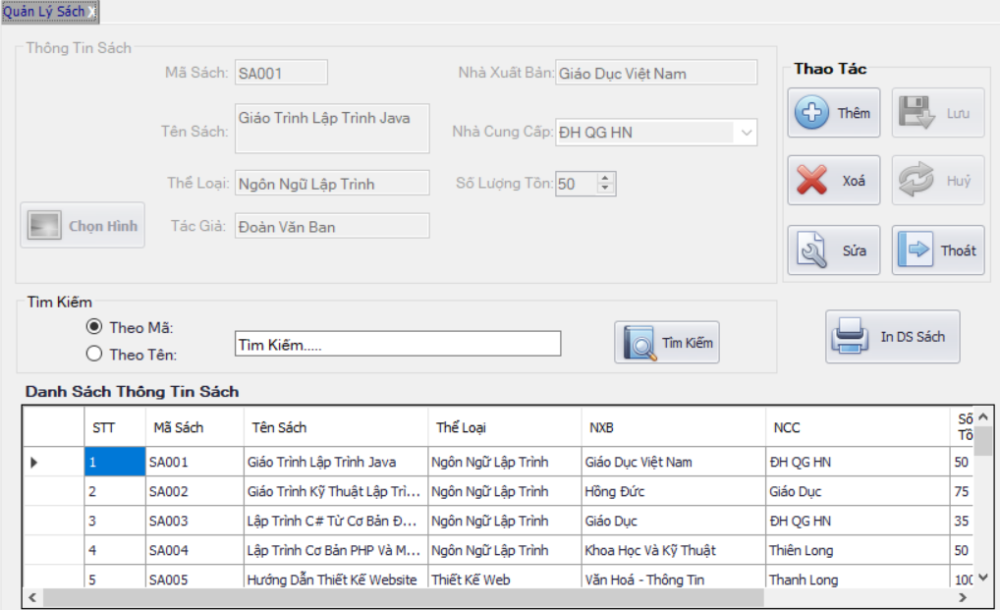 Quản Lý Sách x
Thông Tin Sách
Mã Sách: SA001
Nhà Xuất Bản: Giáo Dục Việt Nam
Tên Sách: Giáo Trình Lập Trình Java
Nhà Cung Cấp: ĐH QG HN
Thể Loại: Ngôn Ngữ Lập Trình
Số Lượng Tồn: 50
Chọn Hình
Tác Giả: Đoàn Văn Ban
Thao Tác
Thêm Lưu
Xoá Huỷ
Sửa Thoát
Tìm Kiếm
Theo Mã:
Theo Tên:
Tìm Kiếm.....
Tìm Kiếm
In DS Sách
Danh Sách Thông Tin Sách
STT Mã Sách Tên Sách Thể Loại NXB NCC Số
Tồ
1 SA001 Giáo Trình Lập Trình Java Ngôn Ngữ Lập Trình Giáo Dục Việt Nam ĐH QG HN 50
2 SA002 Giáo Trình Kỹ Thuật Lập Trì... Ngôn Ngữ Lập Trình Hồng Đức Giáo Dục 75
3 SA003 Lập Trình C# Từ Cơ Bản Đ... Ngôn Ngữ Lập Trình Giáo Dục ĐH QG HN 35
4 SA004 Lập Trình Cơ Bản PHP Và M... Ngôn Ngữ Lập Trình Khoa Học Và Kỹ Thuật Thiên Long 50
5 SA005 Hướng Dẫn Thiết Kế Website Thiết Kế Web Văn Hoá - Thông Tin Thanh Long 100